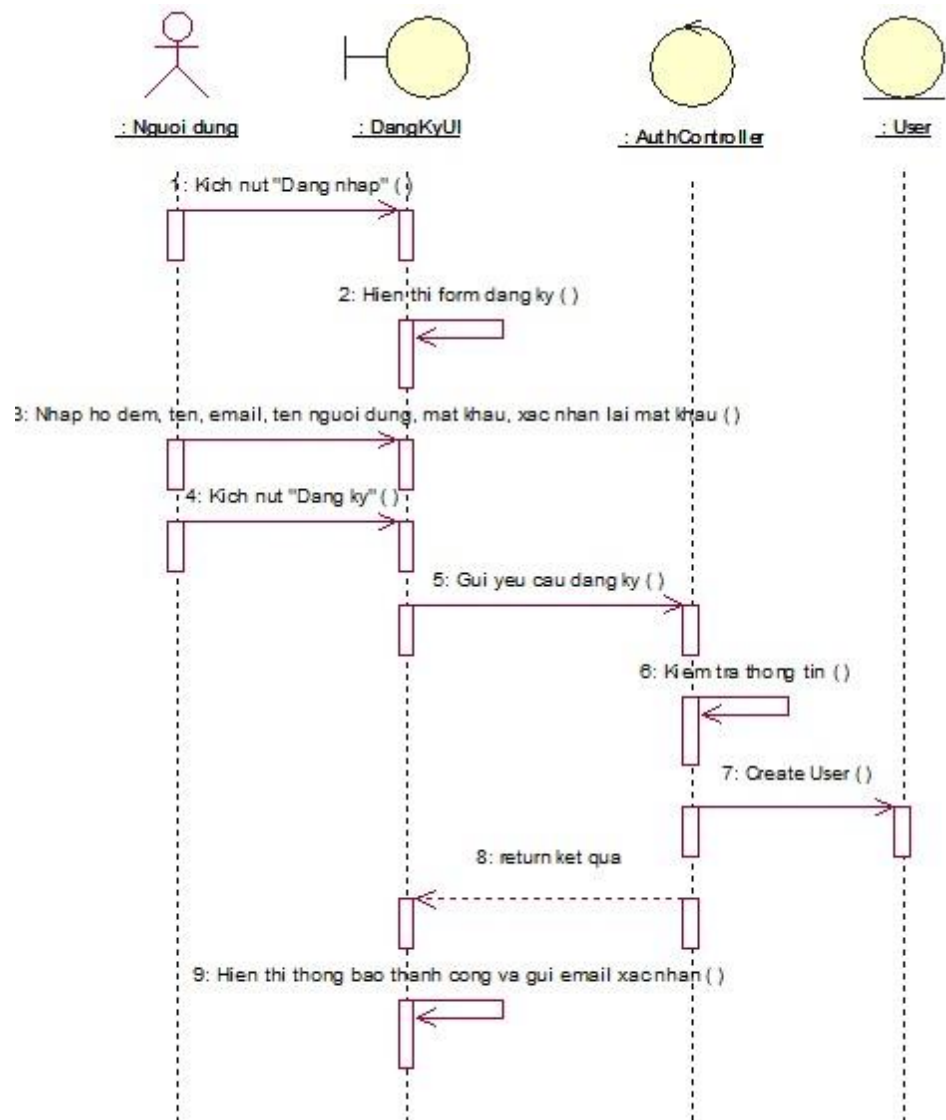 : Nguoi dung
: DangKyUI
: AuthController
: User
1: Kich nut "Dang nhap" ( )
2: Hien thi form dang ky ( )
3: Nhap ho dem, ten, email, ten nguoi dung, mat khau, xac nhan lai mat khau ( )
4: Kich nut "Dang ky" ( )
5: Gui yeu cau dang ky ( )
6: Kiem tra thong tin ( )
7: Create User ( )
8: return ket qua
9: Hien thi thong bao thanh cong va gui email xac nhan ( )